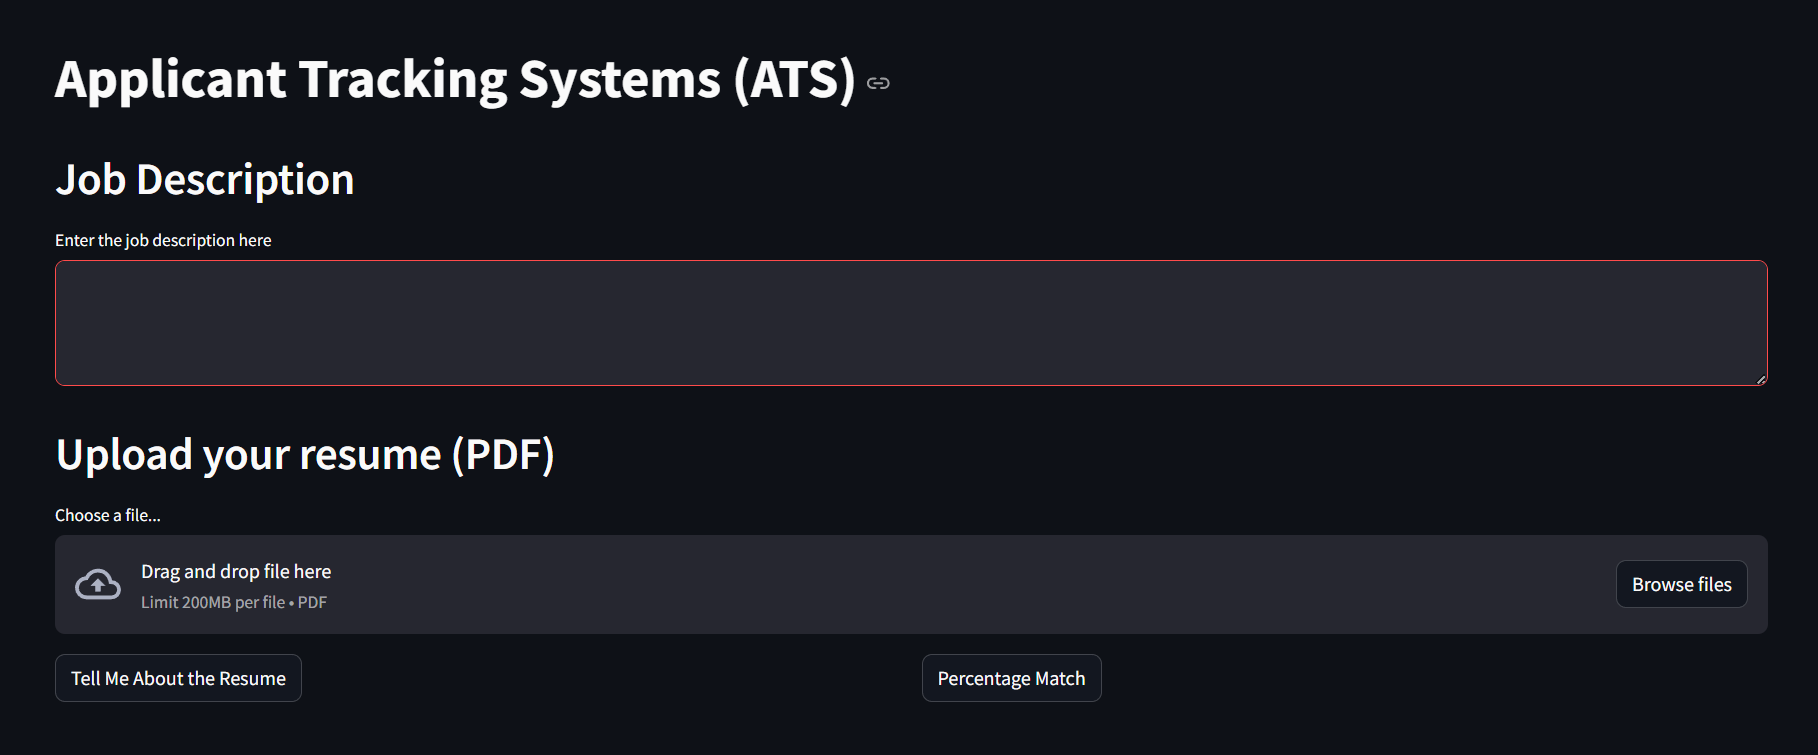 Applicant Tracking Systems (ATS)
Job Description
Enter the job description here
Upload your resume (PDF)
Choose a file...
Drag and drop file here
Limit 200MB per file • PDF
Browse files
Tell Me About the Resume
Percentage Match